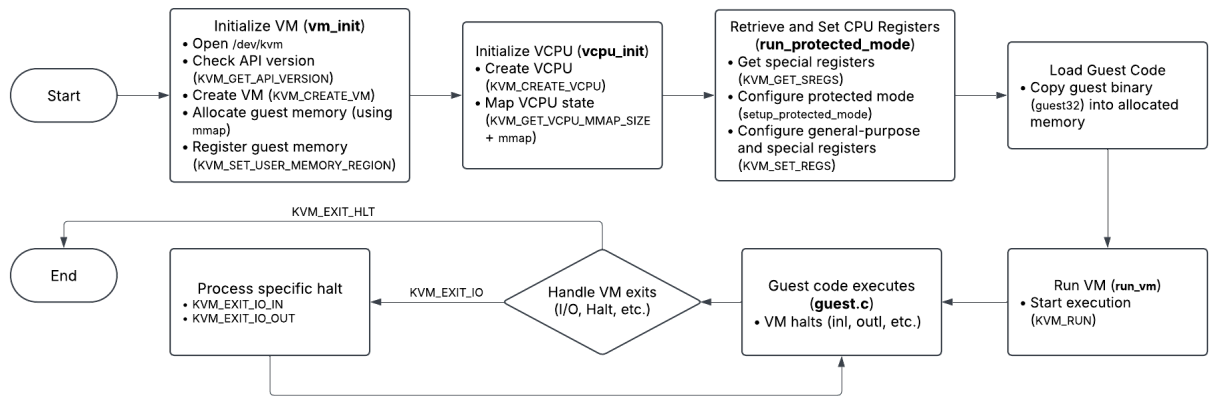 Start
Initialize VM (vm_init)
• Open /dev/kvm
• Check API version
(KVM_GET_API_VERSION)
• Create VM (KVM_CREATE_VM)
• Allocate guest memory (using
mmap)
• Register guest memory
(KVM_SET_USER_MEMORY_REGION)
Initialize VCPU (vcpu_init)
• Create VCPU
(KVM_CREATE_VCPU)
• Map VCPU state
(KVM_GET_VCPU_MMAP_SIZE
+ mmap)
Retrieve and Set CPU Registers
(run_protected_mode)
• Get special registers
(KVM_GET_SREGS)
• Configure protected mode
(setup_protected_mode)
• Configure general-purpose
and special registers
(KVM_SET_REGS)
Load Guest Code
• Copy guest binary
(guest32) into allocated
memory
Run VM (run_vm)
• Start execution
(KVM_RUN)
Guest code executes
(guest.c)
• VM halts (inl, outl, etc.)
Handle VM exits
(I/O, Halt, etc.)
KVM_EXIT_IO
Process specific halt
• KVM_EXIT_IO_IN
• KVM_EXIT_IO_OUT
KVM_EXIT_HLT
End